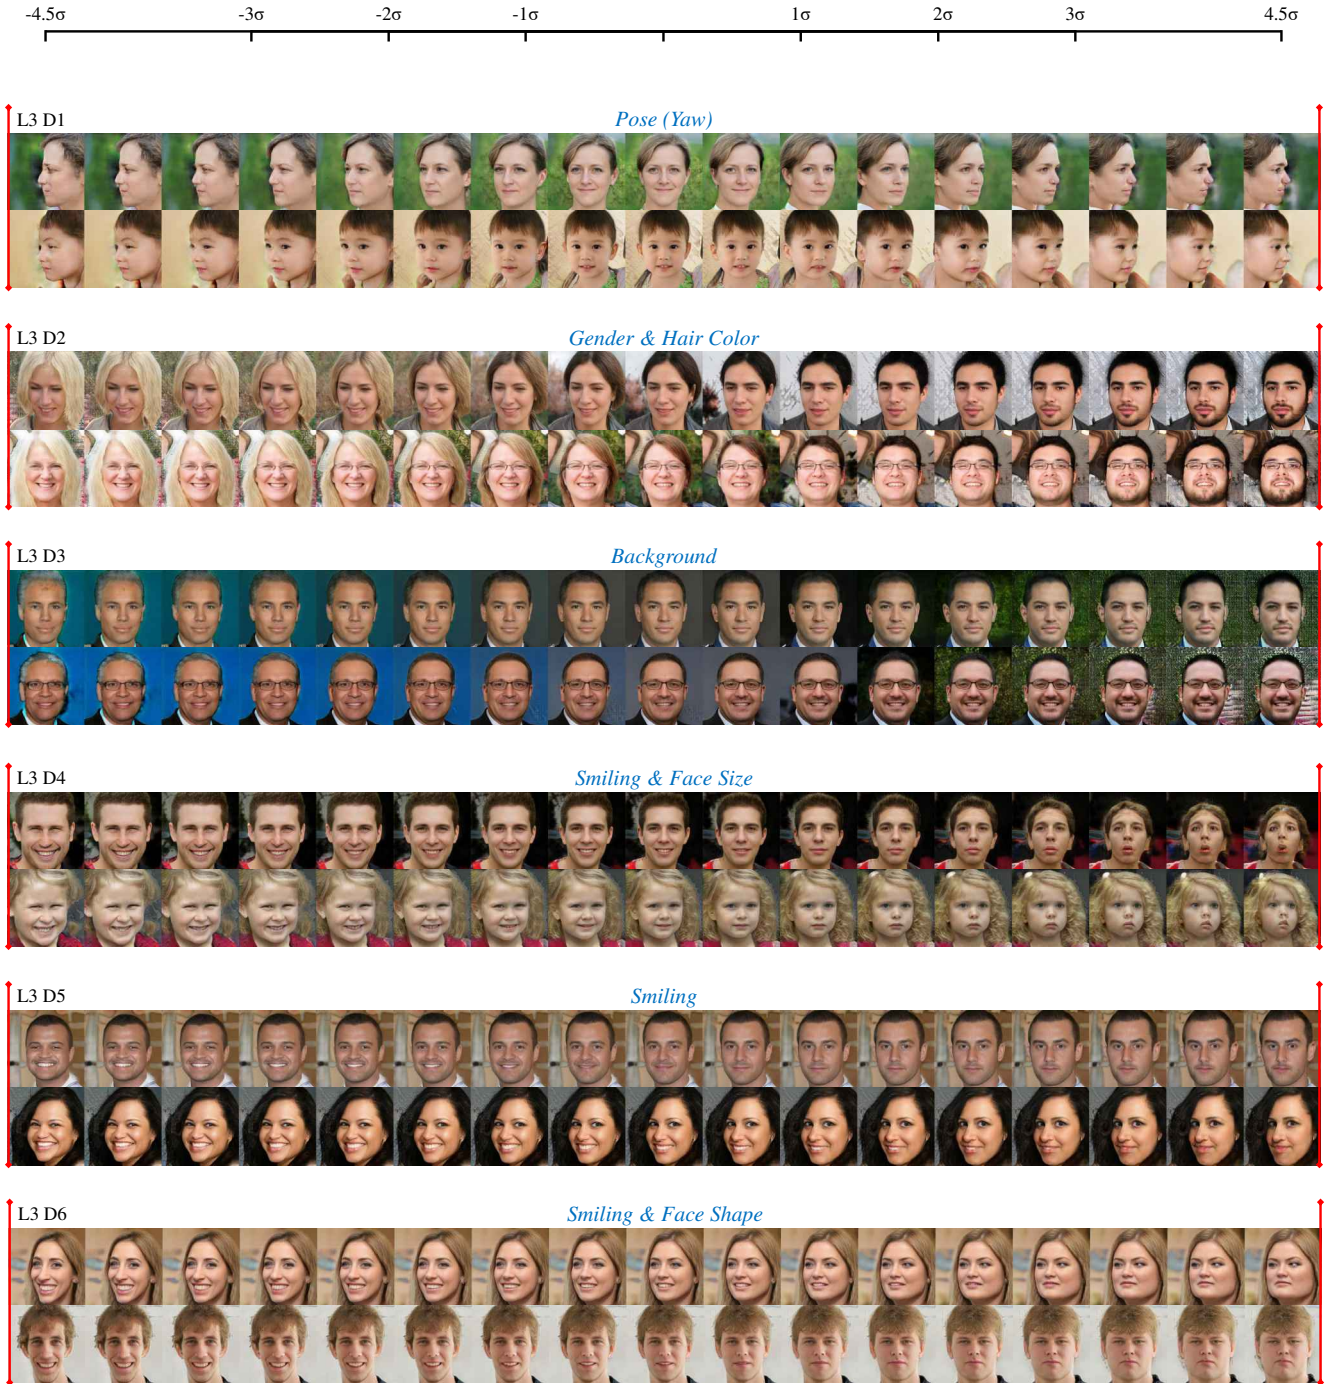 -4.5σ -3σ -2σ -1σ 1σ 2σ 3σ 4.5σ
L3 D1 Pose (Yaw)
L3 D2 Gender & Hair Color
L3 D3 Background
L3 D4 Smiling & Face Size
L3 D5 Smiling
L3 D6 Smiling & Face Shape